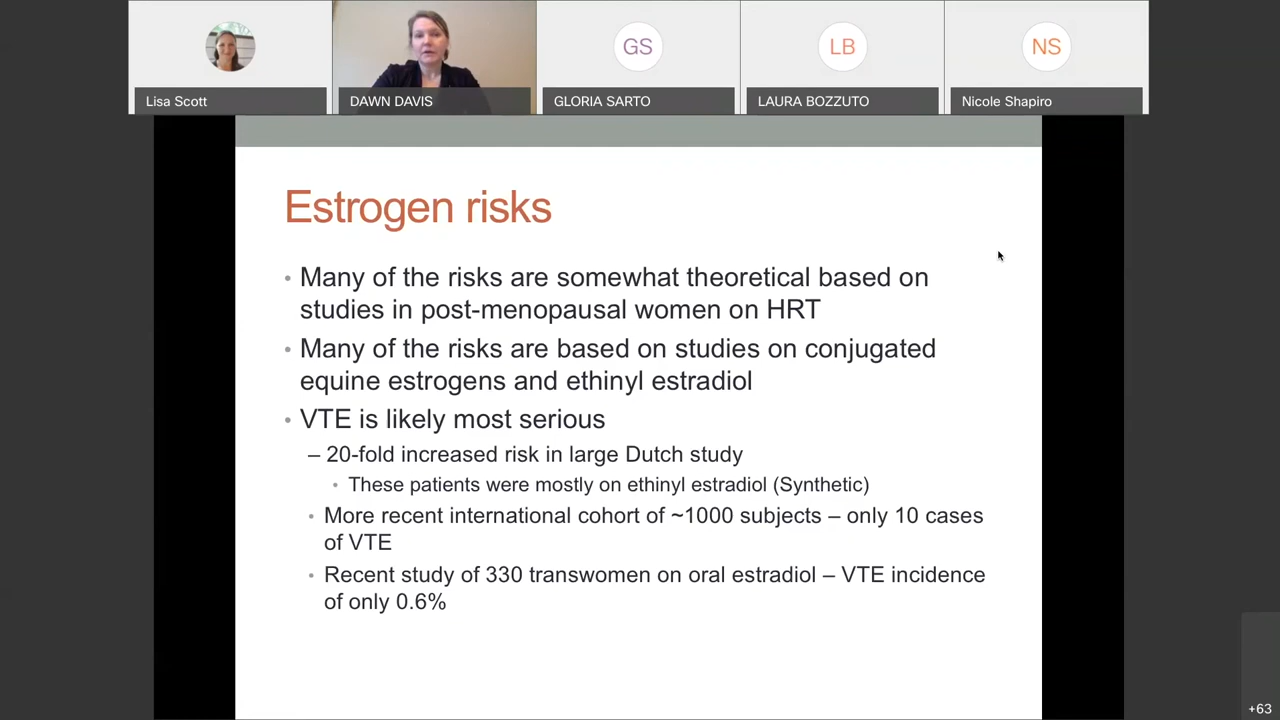 GS
LB
NS
Lisa Scott
DAWN DAVIS
GLORIA SARTO
LAURA BOZZUTO
Nicole Shapiro
Estrogen risks
• Many of the risks are somewhat theoretical based on
studies in post-menopausal women on HRT
• Many of the risks are based on studies on conjugated
equine estrogens and ethinyl estradiol
• VTE is likely most serious
– 20-fold increased risk in large Dutch study
• These patients were mostly on ethinyl estradiol (Synthetic)
• More recent international cohort of ~1000 subjects – only 10 cases
of VTE
• Recent study of 330 transwomen on oral estradiol – VTE incidence
of only 0.6%
+63